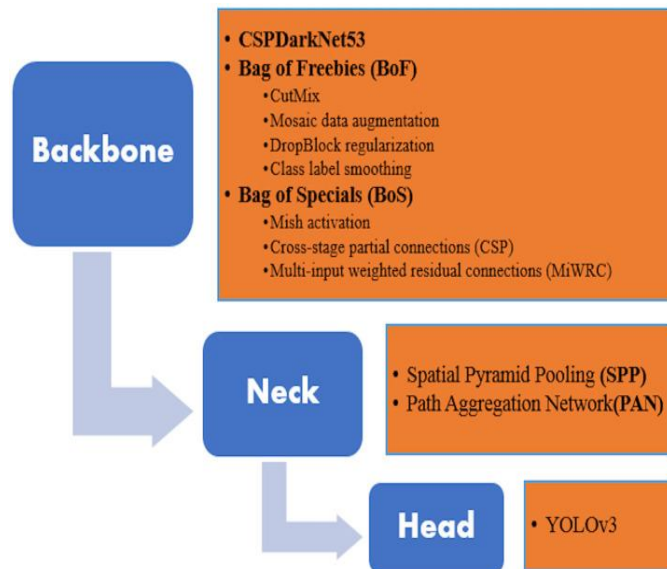 Backbone
• CSPDarkNet53
• Bag of Freebies (BoF)
•CutMix
•Mosaic data augmentation
•DropBlock regularization
•Class label smoothing
• Bag of Specials (BoS)
•Mish activation
•Cross-stage partial connections (CSP)
•Multi-input weighted residual connections (MiWRC)
Neck
• Spatial Pyramid Pooling (SPP)
• Path Aggregation Network(PAN)
Head
• YOLOv3